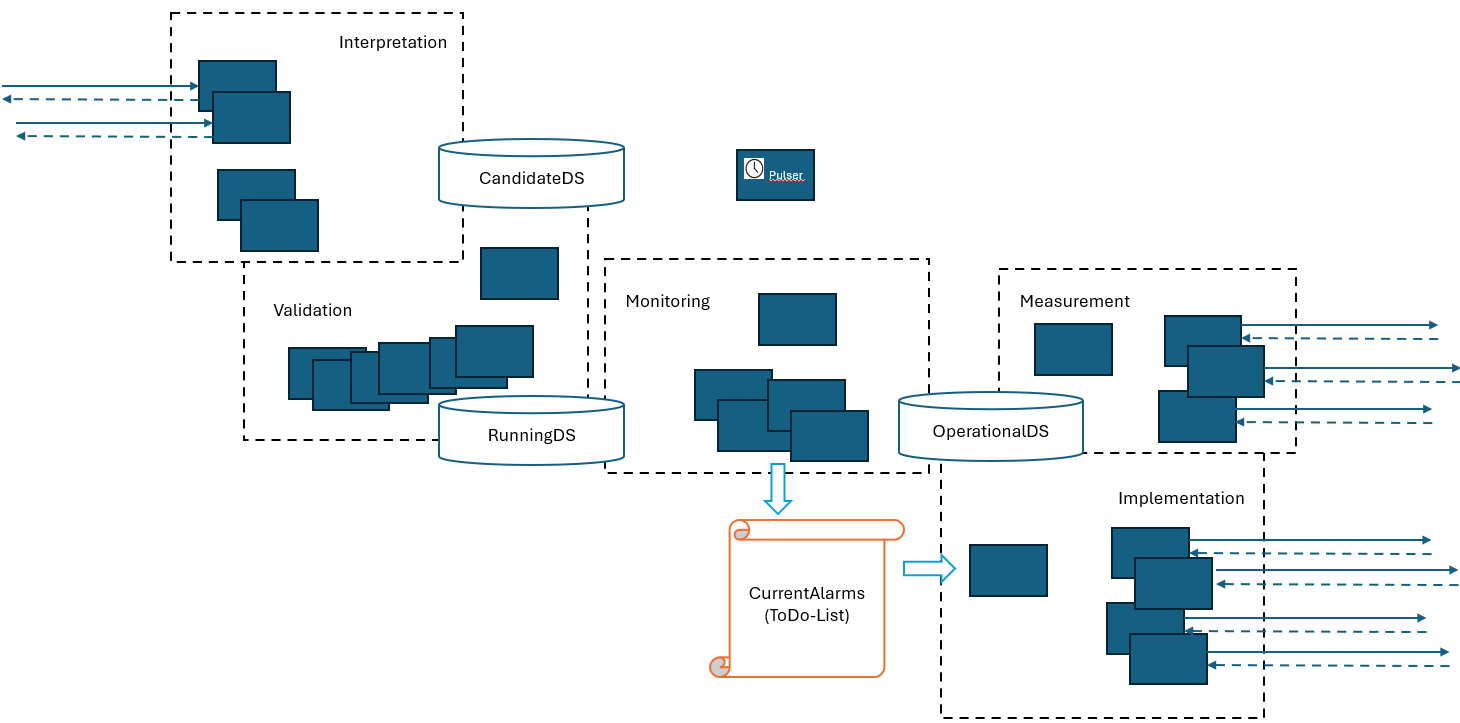 Interpretation
CandidateDS
Pulser
Validation
Monitoring
Measurement
RunningDS
OperationalDS
Implementation
CurrentAlarms
(ToDo-List)